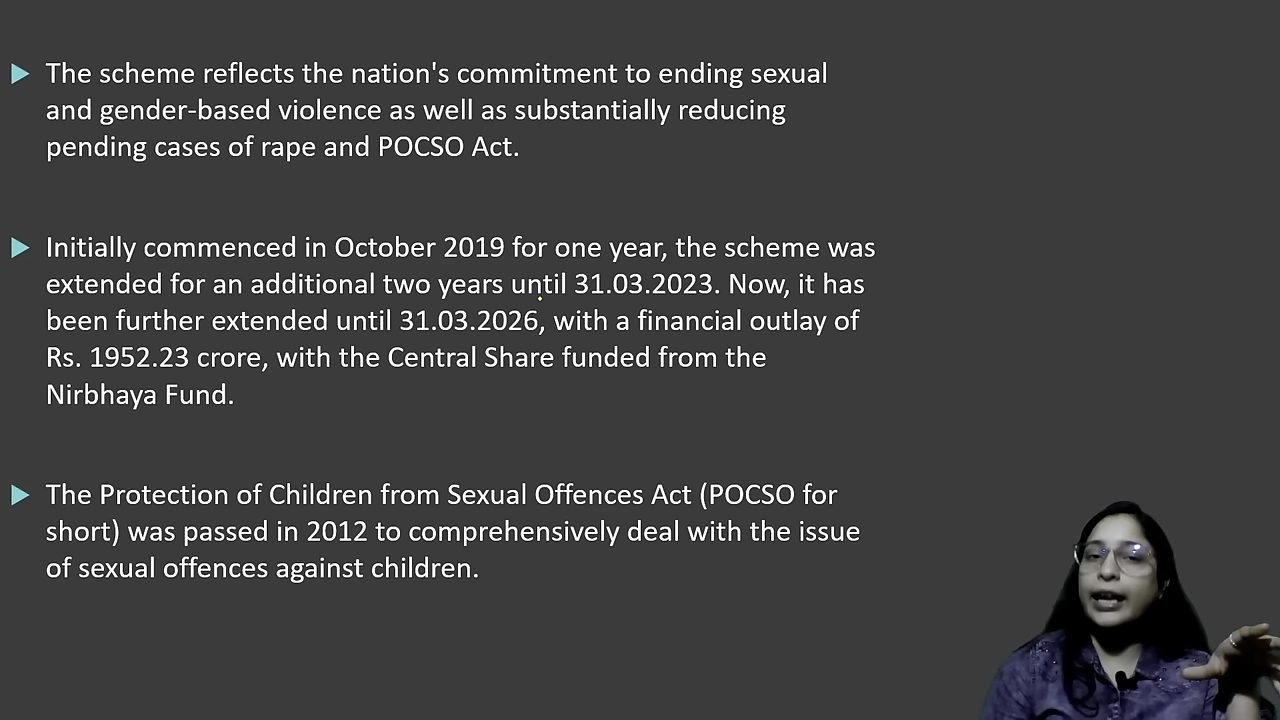 The scheme reflects the nation's commitment to ending sexual
and gender-based violence as well as substantially reducing
pending cases of rape and POCSO Act.
Initially commenced in October 2019 for one year, the scheme was
extended for an additional two years until 31.03.2023. Now, it has
been further extended until 31.03.2026, with a financial outlay of
Rs. 1952.23 crore, with the Central Share funded from the
Nirbhaya Fund.
The Protection of Children from Sexual Offences Act (POCSO for
short) was passed in 2012 to comprehensively deal with the issue
of sexual offences against children.